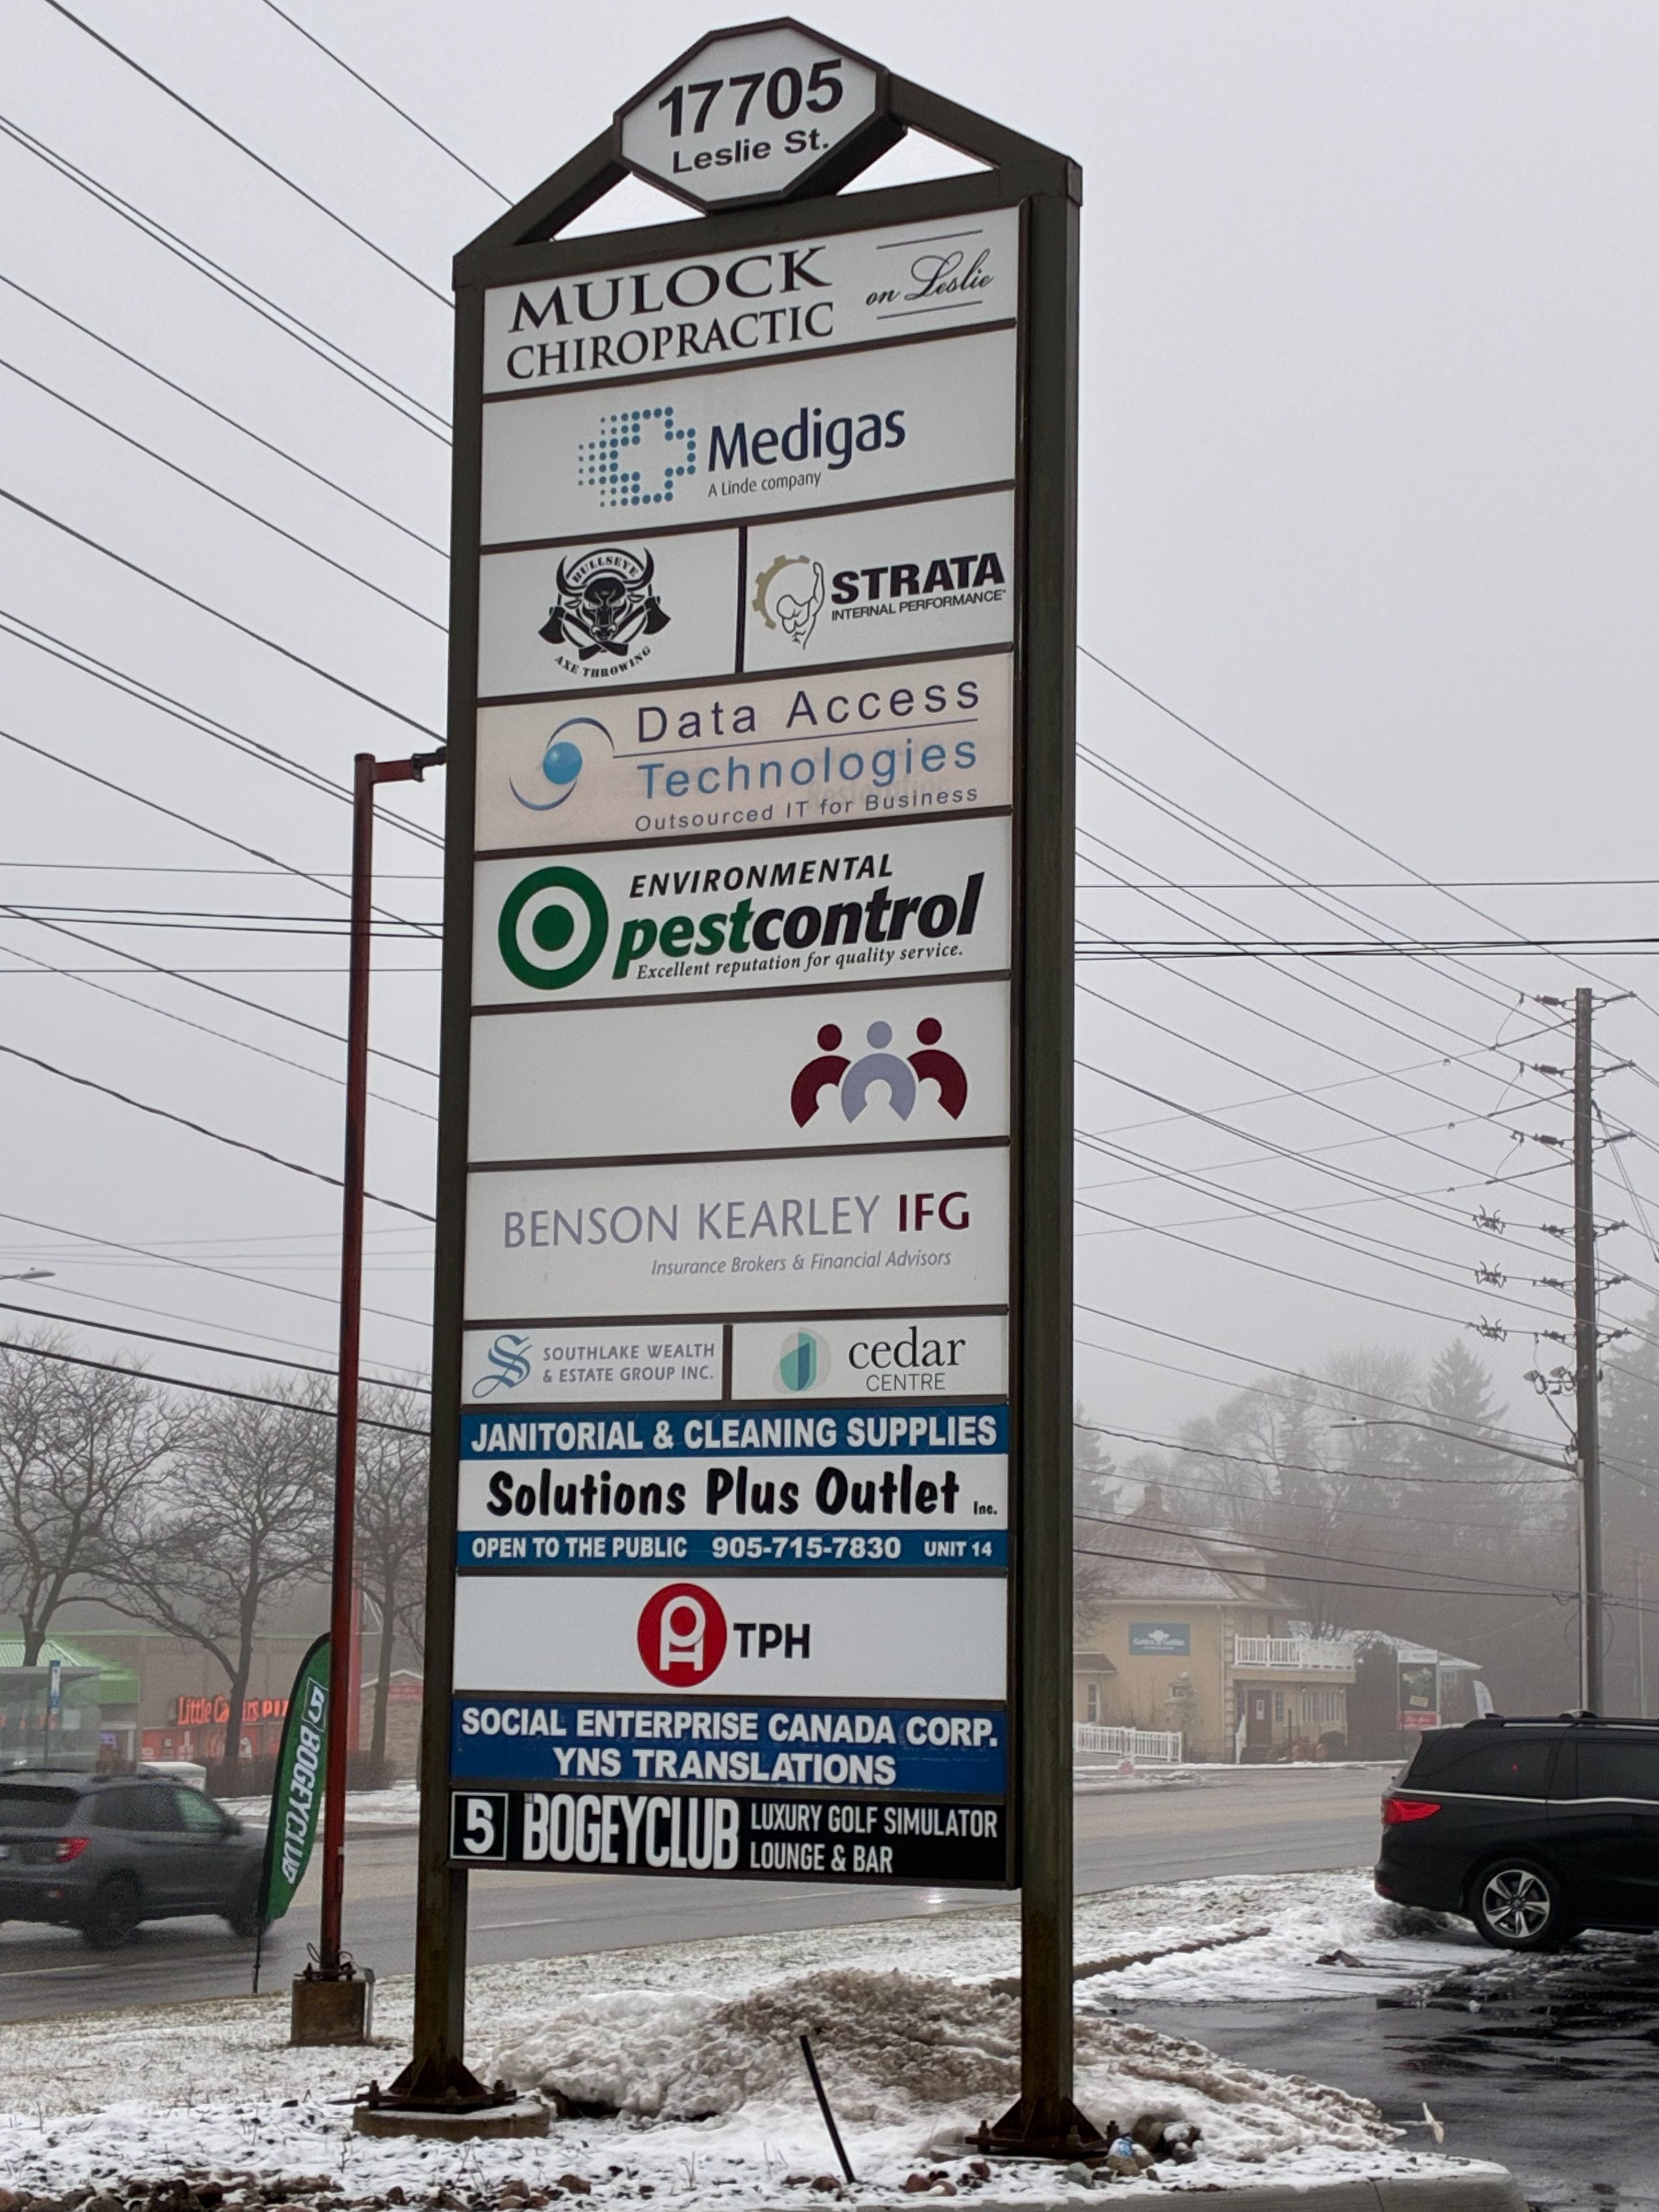 17705
Leslie St.
MULOCK
CHIROPRACTIC
on Leslie
Medigas
A Linde company
BULLSEYE
AXE THROWING
STRATA
INTERNAL PERFORMANCE
Data Access
Technologies
Outsourced IT for Business
ENVIRONMENTAL
pestcontrol
Excellent reputation for quality service.
BENSON KEARLEY IFG
Insurance Brokers & Financial Advisors
SOUTHLAKE WEALTH
& ESTATE GROUP INC.
cedar
CENTRE
JANITORIAL & CLEANING SUPPLIES
Solutions Plus Outlet Inc.
OPEN TO THE PUBLIC 905-715-7830 UNIT 14
TPH
SOCIAL ENTERPRISE CANADA CORP.
YNS TRANSLATIONS
B BOGEYCLUB
LUXURY GOLF SIMULATOR
LOUNGE & BAR
BOGEYCLUB
Little Caesars